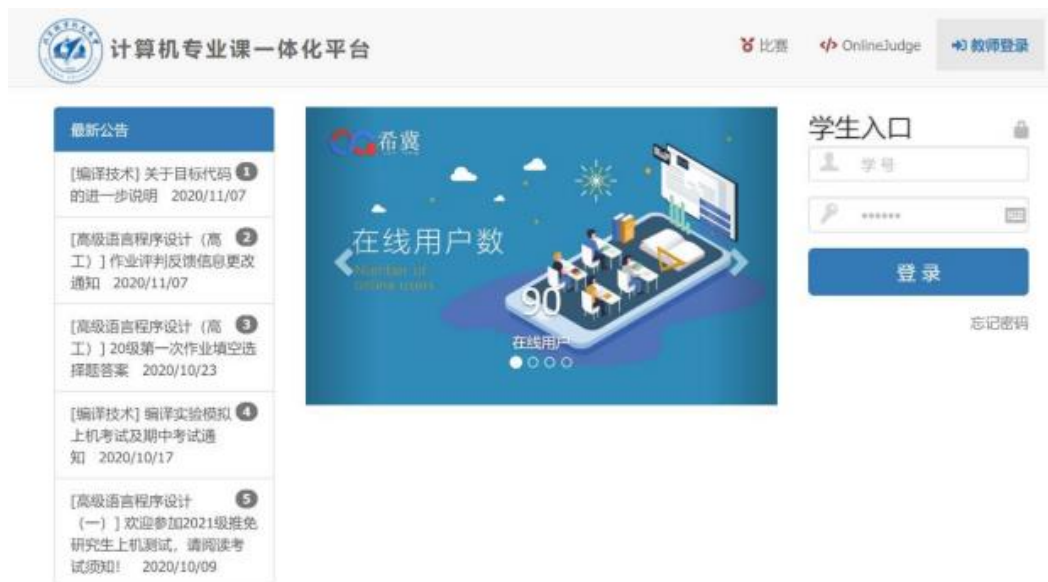 计算机专业课一体化平台
比赛
</> OnlineJudge
教师登录
最新公告
[编译技术] 关于目标代码 1
的进一步说明 2020/11/07
[高级语言程序设计（高 2
工）] 作业评判反馈信息更改
通知 2020/11/07
[高级语言程序设计（高 3
工）] 20级第一次作业填空选
择题答案 2020/10/23
[编译技术] 编译实验模拟 4
上机考试及期中考试通
知 2020/10/17
[高级语言程序设计 5
（一）] 欢迎参加2021级推免
研究生上机测试，请阅读考
试须知！ 2020/10/09
希冀
在线用户数
Number of
online users
90
在线用户
学生入口
学号
••••••
登录
忘记密码